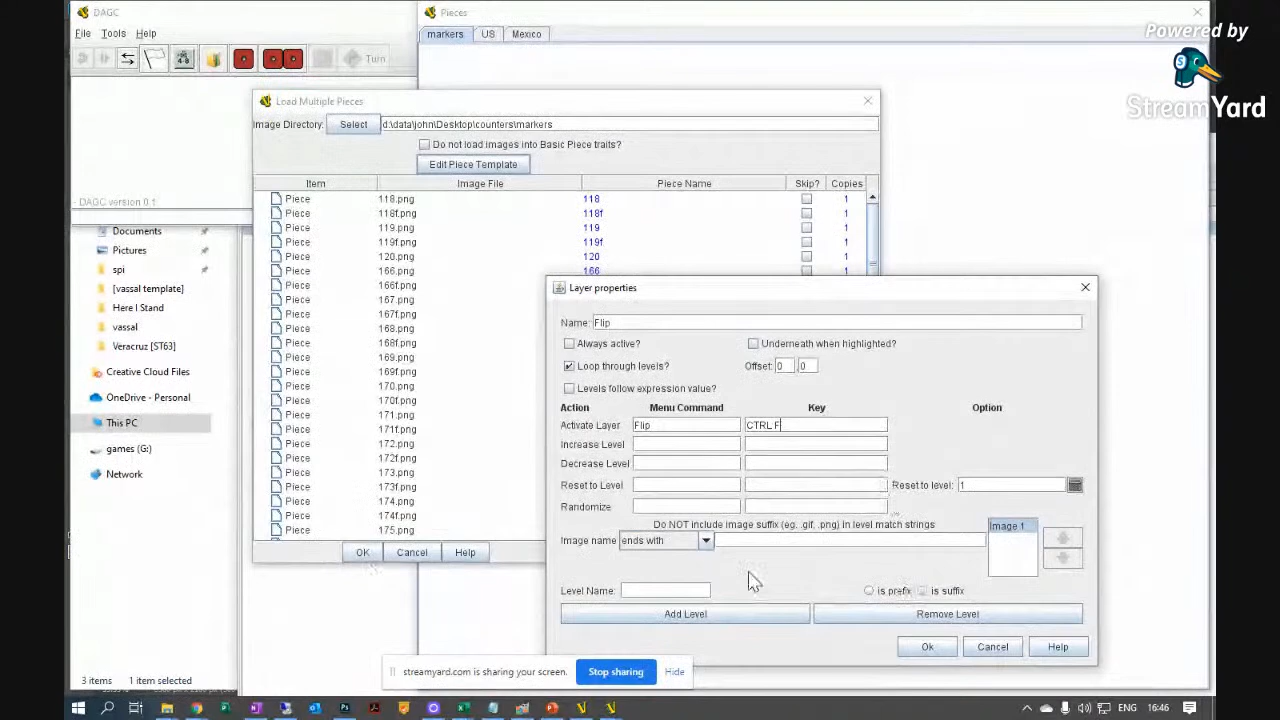 DAGC
File Tools Help
Turn
- DAGC version 0.1
Pieces
markers US Mexico
Powered by
StreamYard
Load Multiple Pieces
Image Directory: Select d:\data\john\Desktop\counters\markers
Do not load images into Basic Piece traits?
Edit Piece Template
Item Image File Piece Name Skip? Copies
Piece 118.png 118 1
Piece 118f.png 118f 1
Piece 119.png 119 1
Piece 119f.png 119f 1
Piece 120.png 120 1
Piece 166.png 166 1
Piece 166f.png
Piece 167.png
Piece 167f.png
Piece 168.png
Piece 168f.png
Piece 169.png
Piece 169f.png
Piece 170.png
Piece 170f.png
Piece 171.png
Piece 171f.png
Piece 172.png
Piece 172f.png
Piece 173.png
Piece 173f.png
Piece 174.png
Piece 174f.png
Piece 175.png
OK Cancel Help
Documents
Pictures
spi
[vassal template]
Here I Stand
vassal
Veracruz [ST63]
Creative Cloud Files
OneDrive - Personal
This PC
games (G:)
Network
3 items 1 item selected
Layer properties
Name: Flip
Always active? Underneath when highlighted?
Loop through levels? Offset: 0 ,0
Levels follow expression value?
Action Menu Command Key Option
Activate Layer Flip CTRL F
Increase Level
Decrease Level
Reset to Level Reset to level: 1
Randomize
Do NOT include image suffix (eg. .gif, .png) in level match strings
Image name ends with Image 1
Level Name: is prefix is suffix
Add Level Remove Level
Ok Cancel Help
streamyard.com is sharing your screen. Stop sharing Hide
ENG 16:46